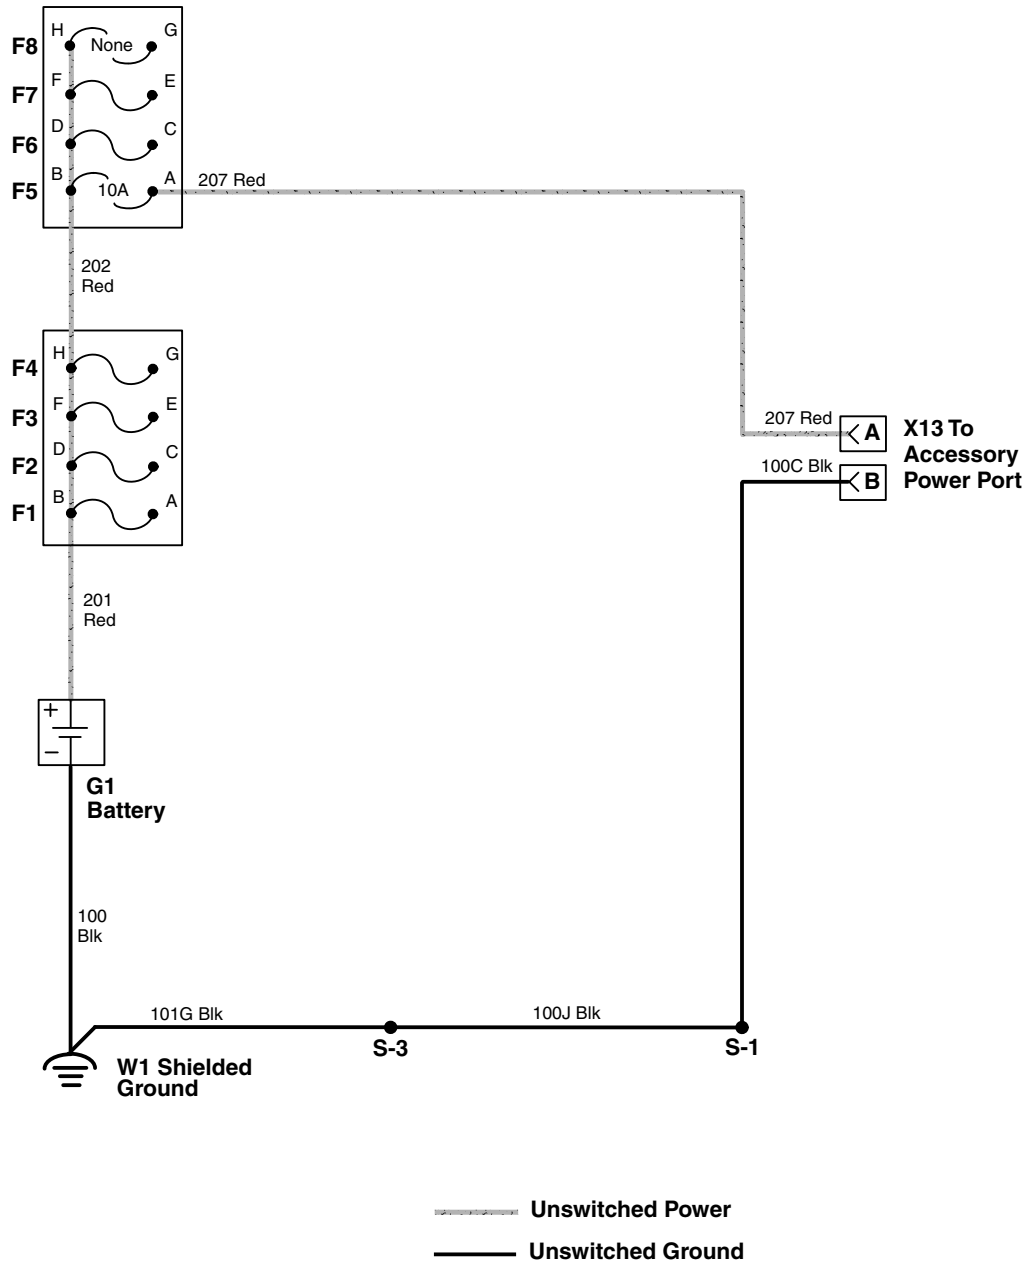 H G
F8 None
F E
F7
D C
F6
B A 207 Red
F5 10A
202
Red
H G
F4
F E
F3
D C
F2
B A
F1
207 Red
A
X13 To
Accessory
Power Port
100C Blk
B
201
Red
+
–
G1
Battery
100
Blk
101G Blk
100J Blk
S-3
S-1
W1 Shielded
Ground
Unswitched Power
Unswitched Ground